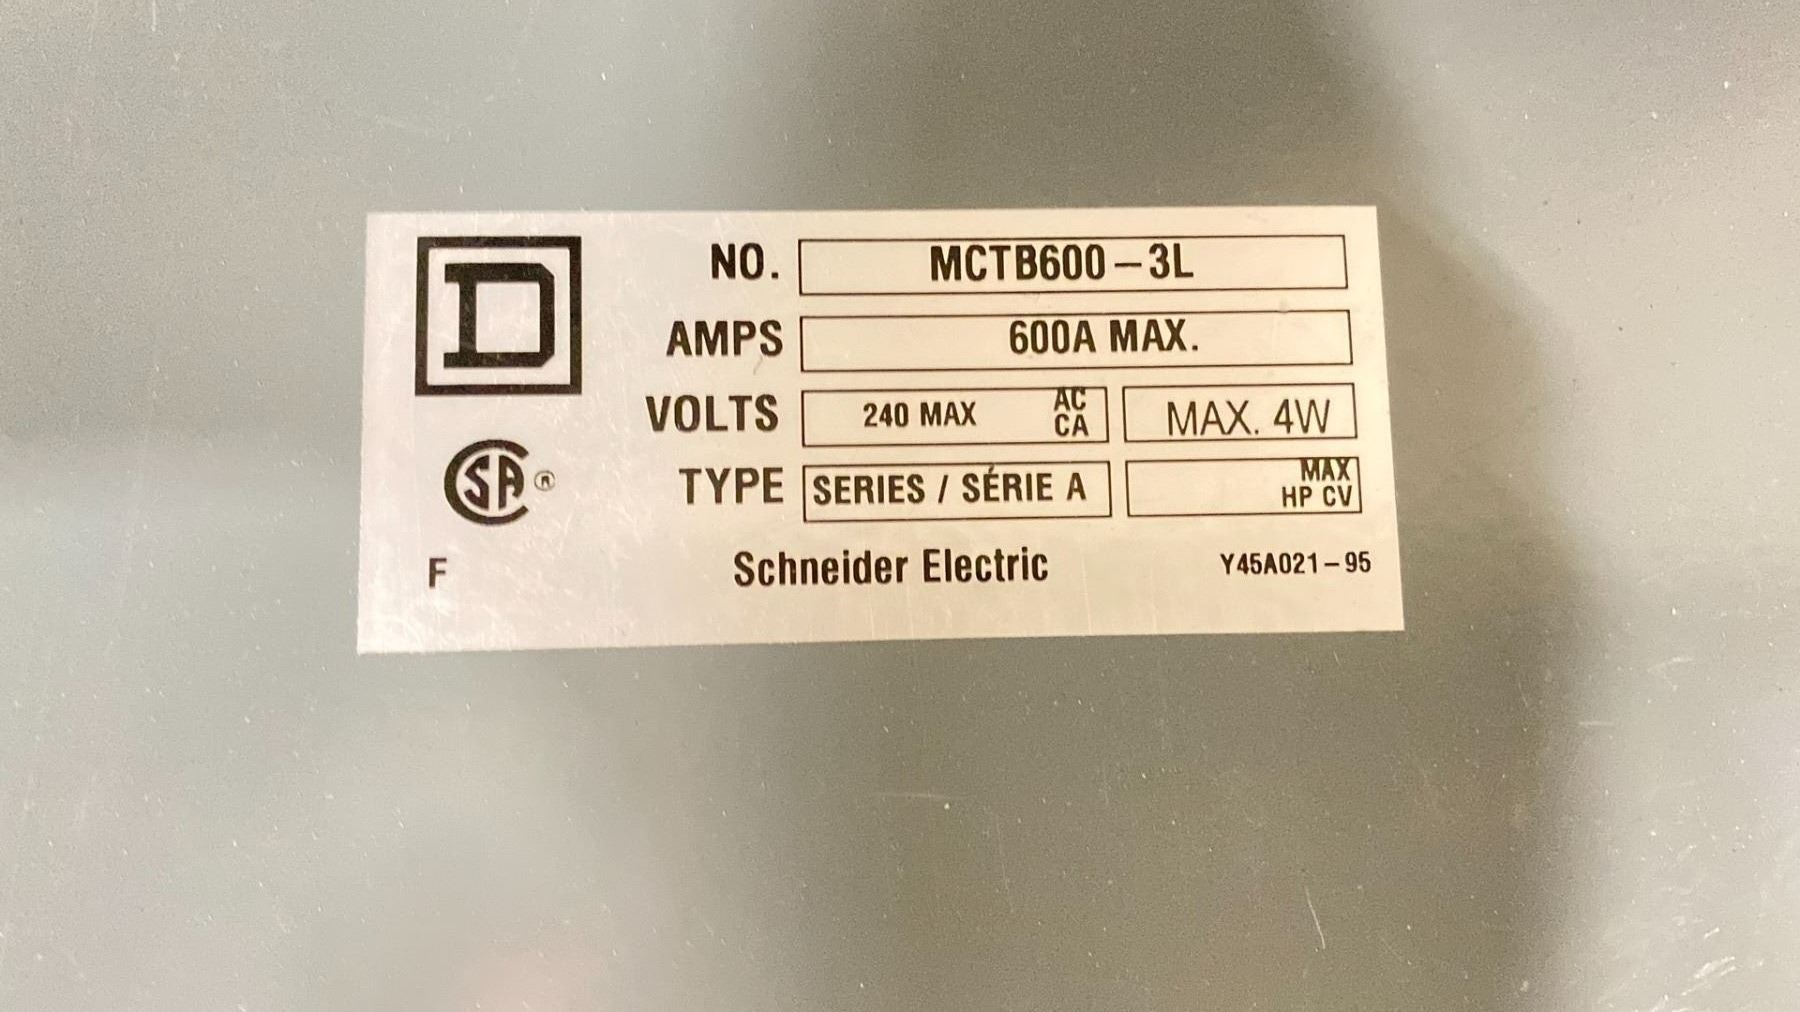 D
NO. MCTB600-3L
AMPS 600A MAX.
VOLTS 240 MAX AC CA MAX. 4W
TYPE SERIES / SÉRIE A MAX HP CV
SA ®
F Schneider Electric Y45A021-95